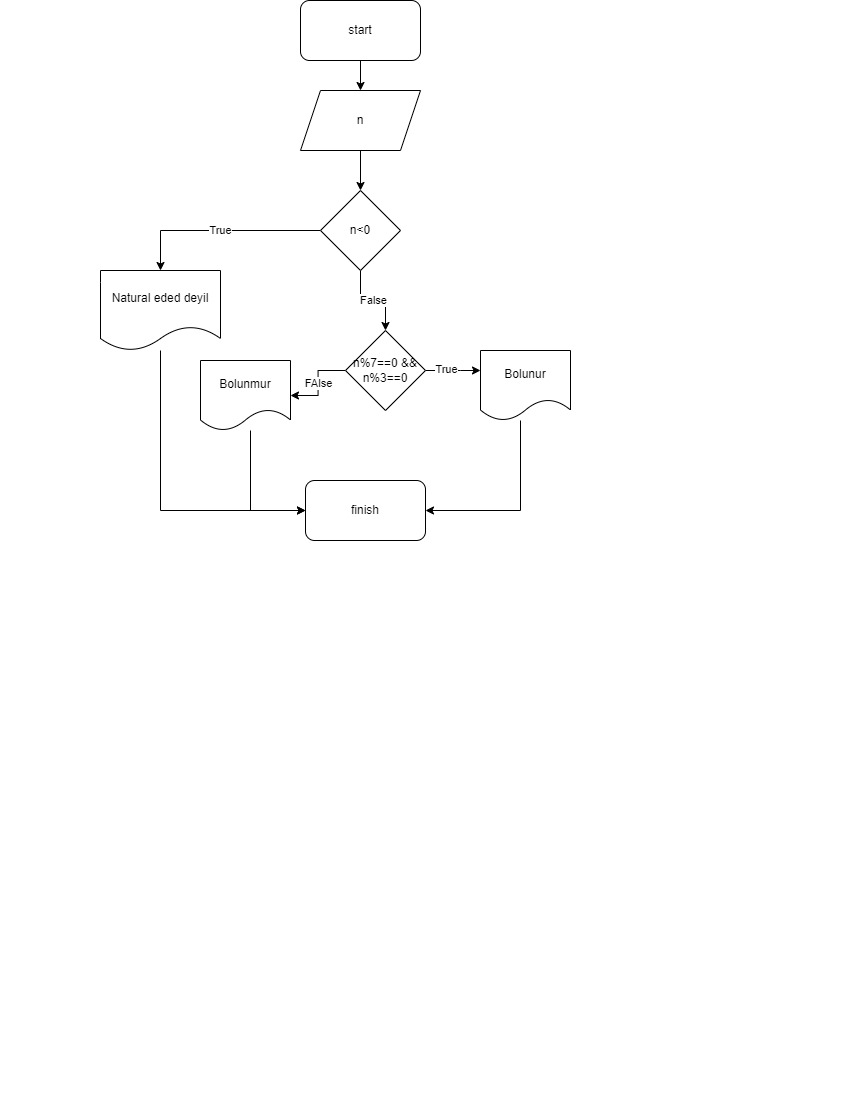 start
n
n<0
True
Natural eded deyil
False
n%7==0 &&
n%3==0
True
Bolunur
FAlse
Bolunmur
finish